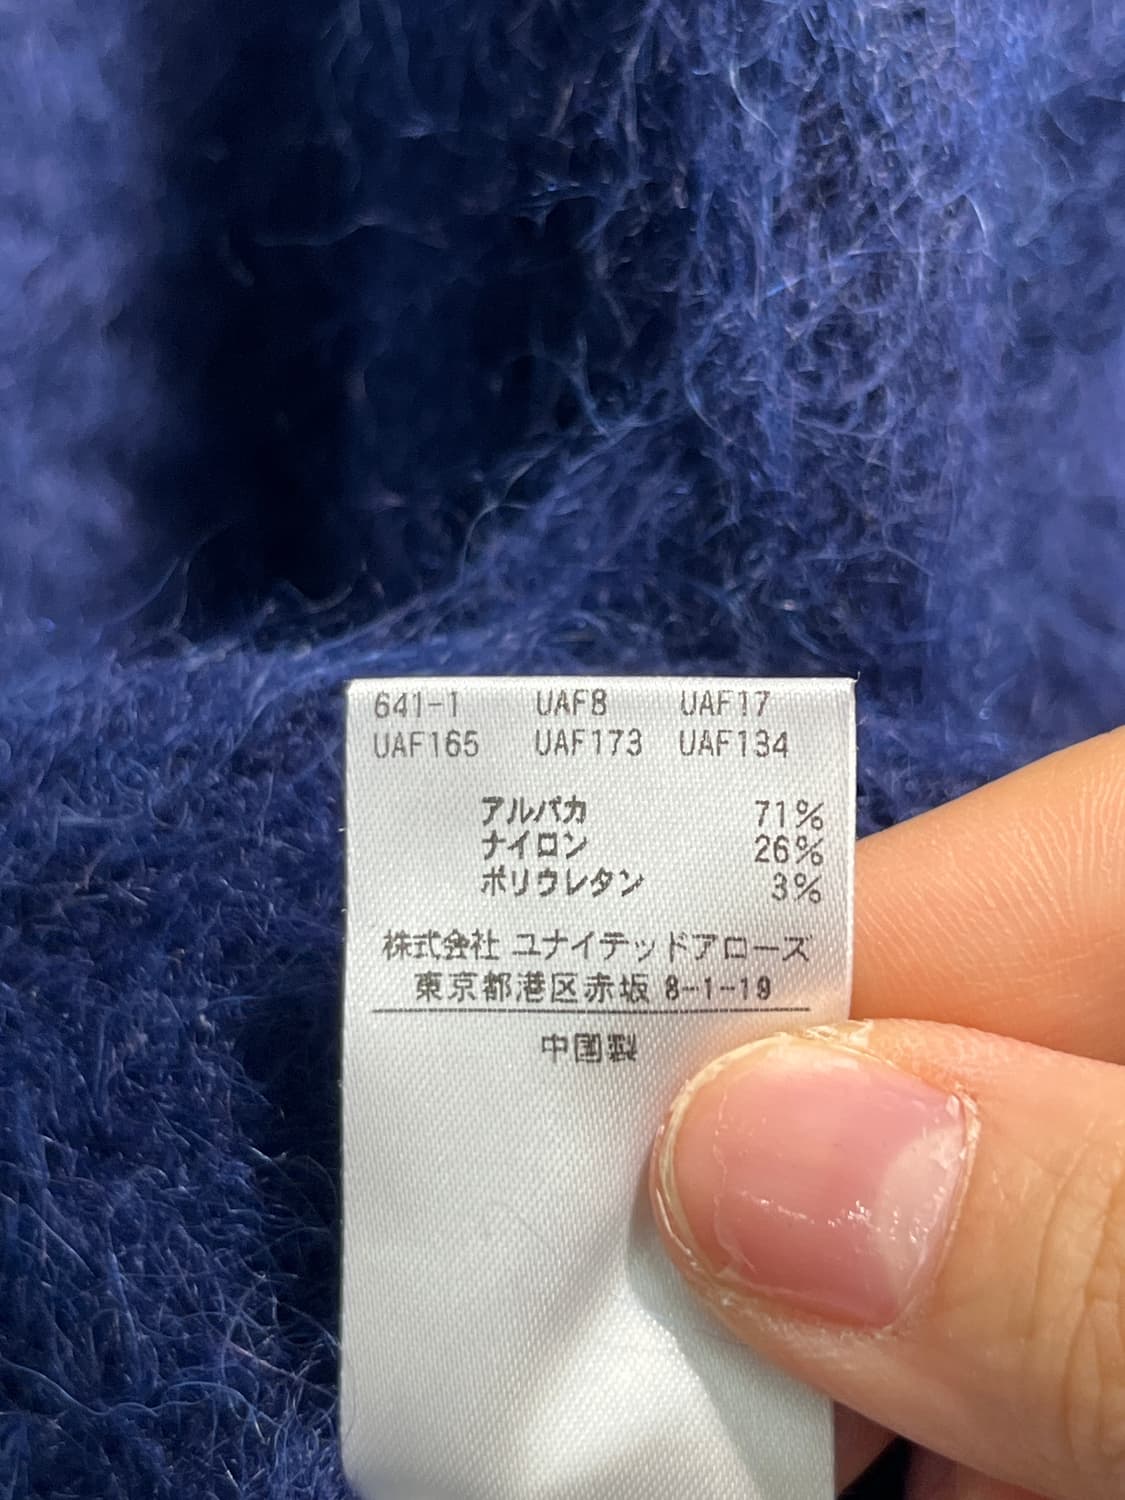 641-1 UAF8 UAF17
UAF165 UAF173 UAF134
アルパカ 71%
ナイロン 26%
ポリウレタン 3%
株式会社 ユナイテッドアローズ
東京都港区赤坂 8-1-19
中国製